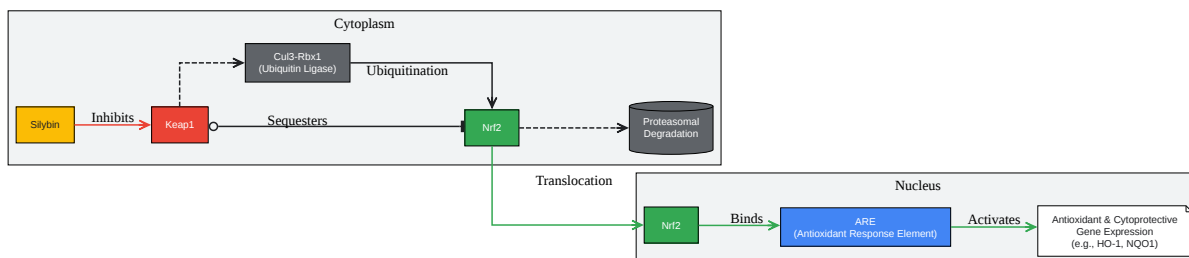 Cytoplasm
Cul3-Rbx1
(Ubiquitin Ligase)
Ubiquitination
Silybin
Inhibits
Keap1
Sequesters
Nrf2
Proteasomal
Degradation
Translocation
Nucleus
Nrf2
Binds
ARE
(Antioxidant Response Element)
Activates
Antioxidant & Cytoprotective
Gene Expression
(e.g., HO-1, NQO1)